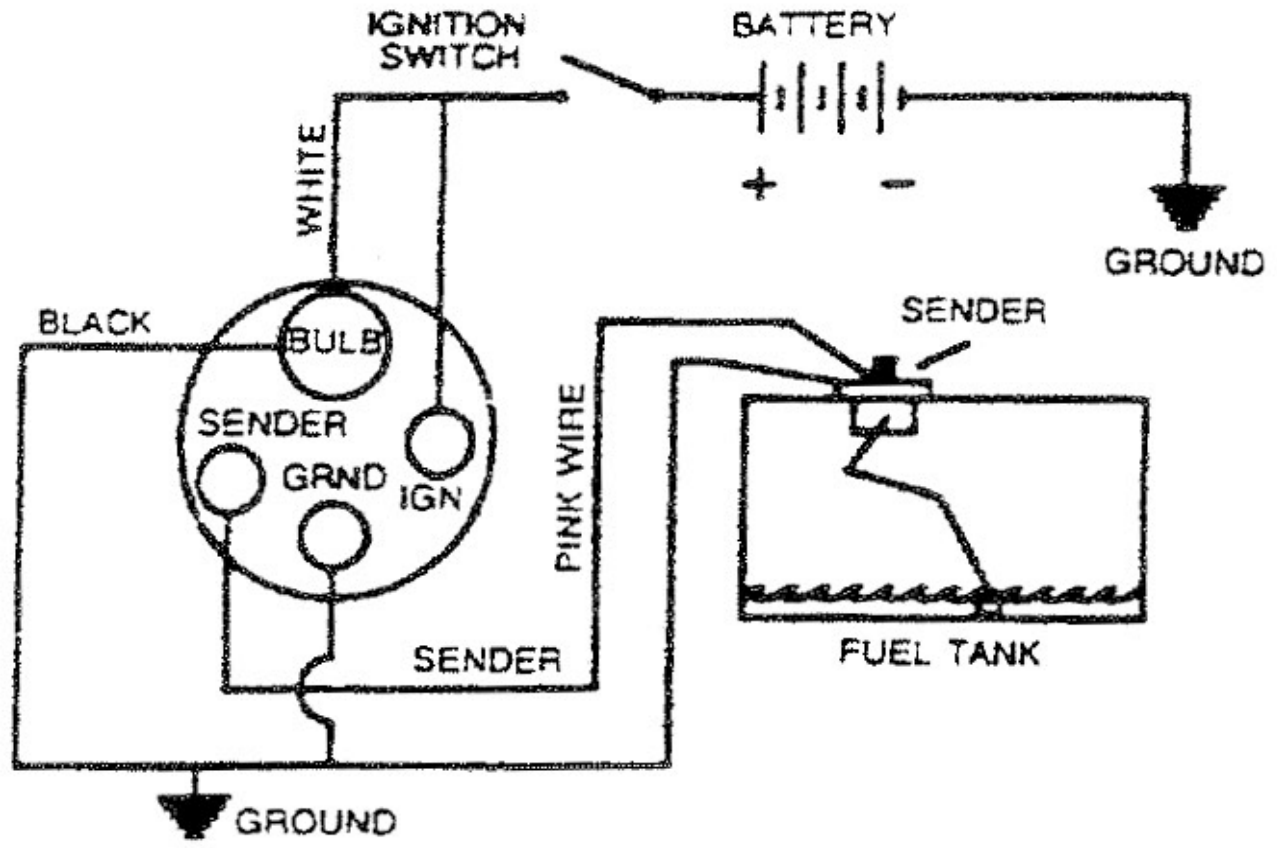 IGNITION
SWITCH
BATTERY
WHITE
+ -
GROUND
BLACK
BULB
SENDER
SENDER
GRND
IGN
PINK WIRE
SENDER
FUEL TANK
GROUND